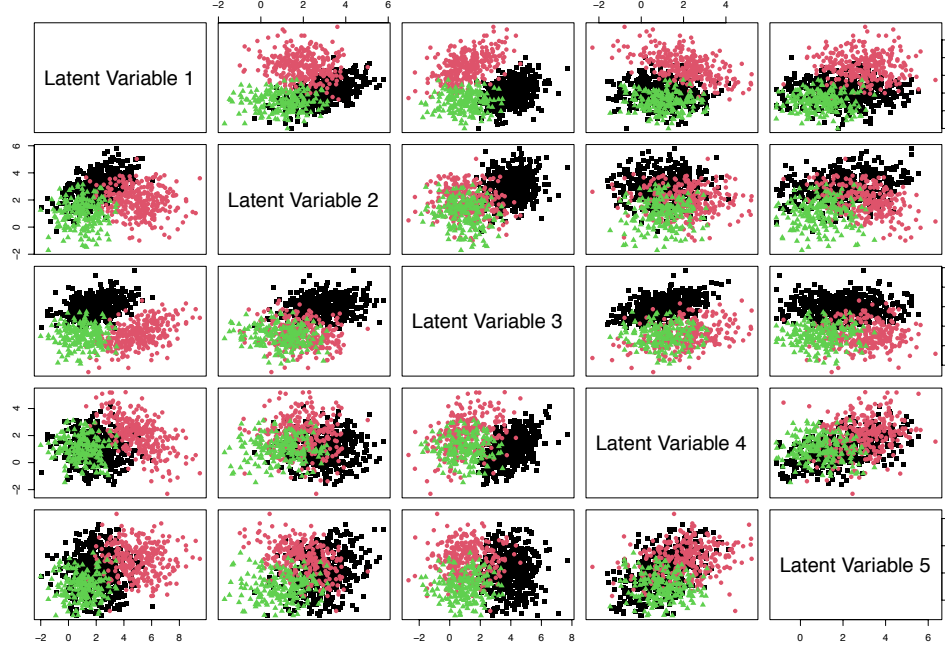 −2 0 2 4 6 −2 0 2 4
Latent Variable 1
−2 0 2 4 6
Latent Variable 2
Latent Variable 3
−2 0 2 4
Latent Variable 4
Latent Variable 5
−2 0 2 4 6 8 −2 0 2 4 6 8 0 2 4 6